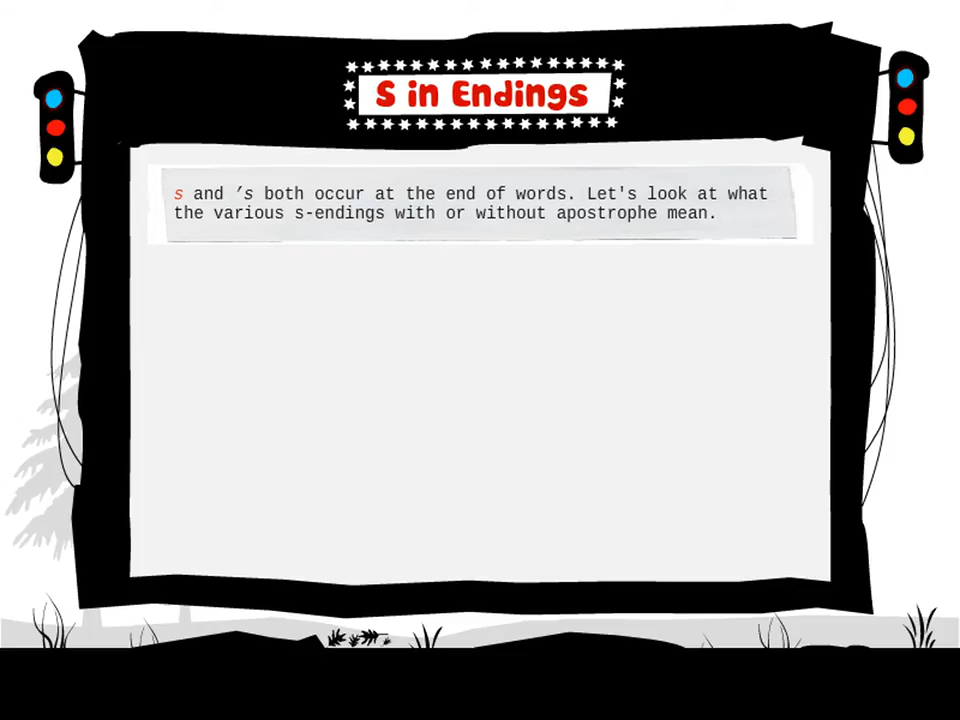 S in Endings
s and ’s both occur at the end of words. Let's look at what
the various s-endings with or without apostrophe mean.